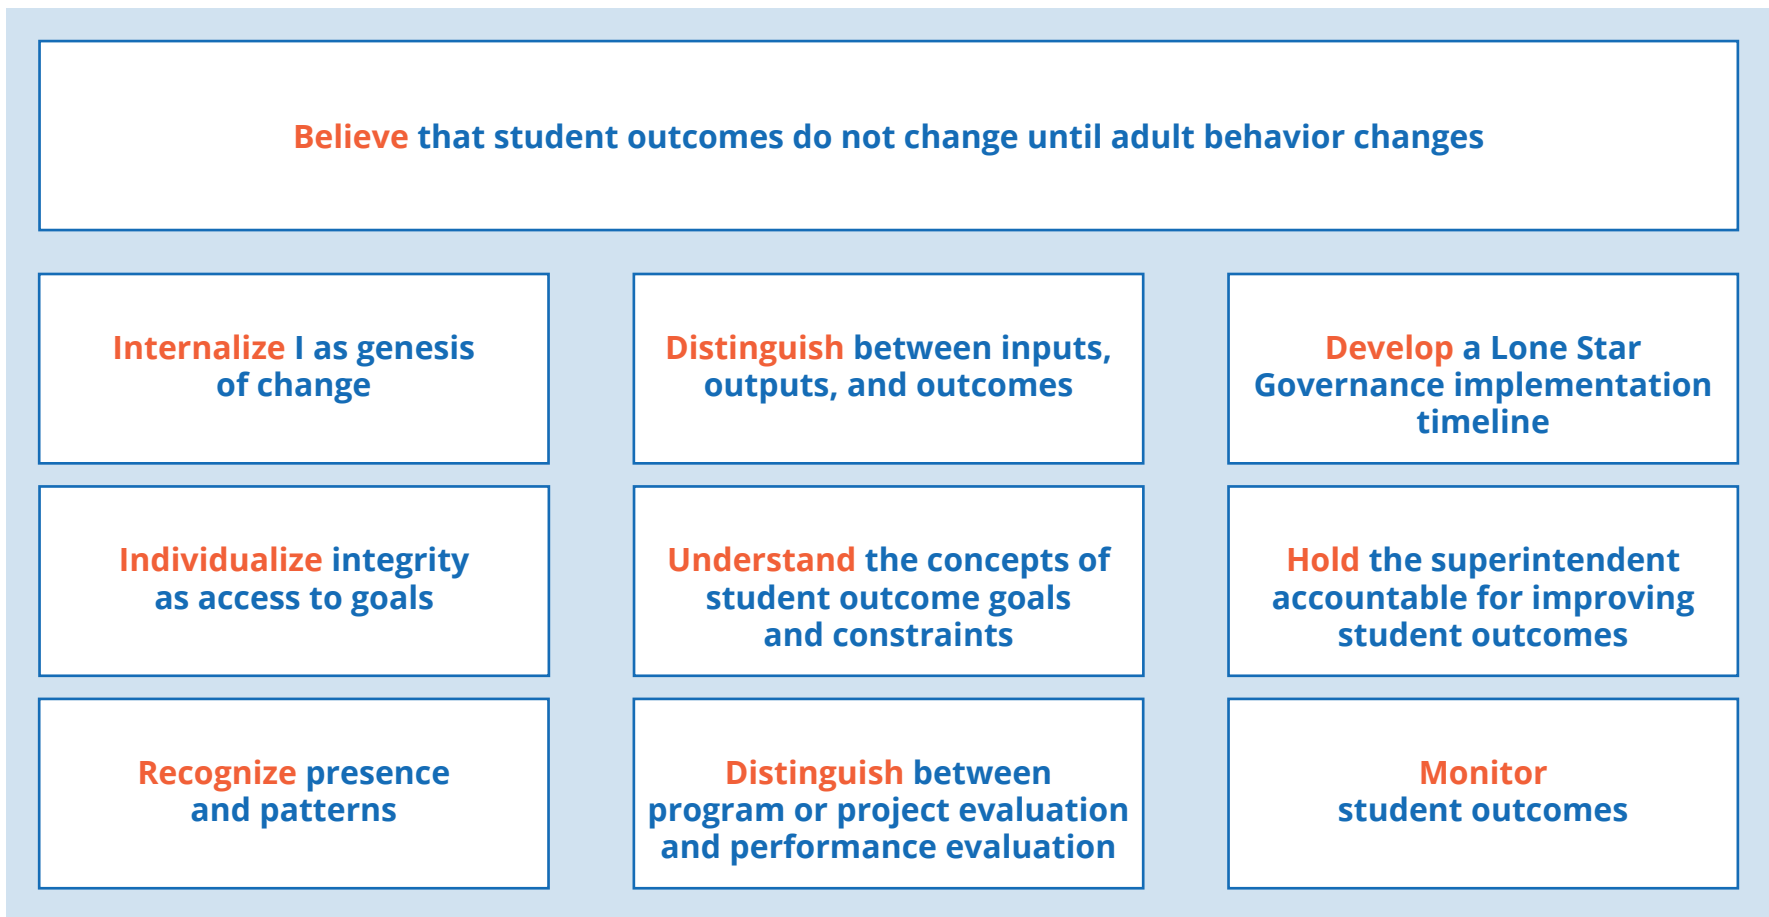 Believe that student outcomes do not change until adult behavior changes
Internalize I as genesis
of change
Distinguish between inputs,
outputs, and outcomes
Develop a Lone Star
Governance implementation
timeline
Individualize integrity
as access to goals
Understand the concepts of
student outcome goals
and constraints
Hold the superintendent
accountable for improving
student outcomes
Recognize presence
and patterns
Distinguish between
program or project evaluation
and performance evaluation
Monitor
student outcomes